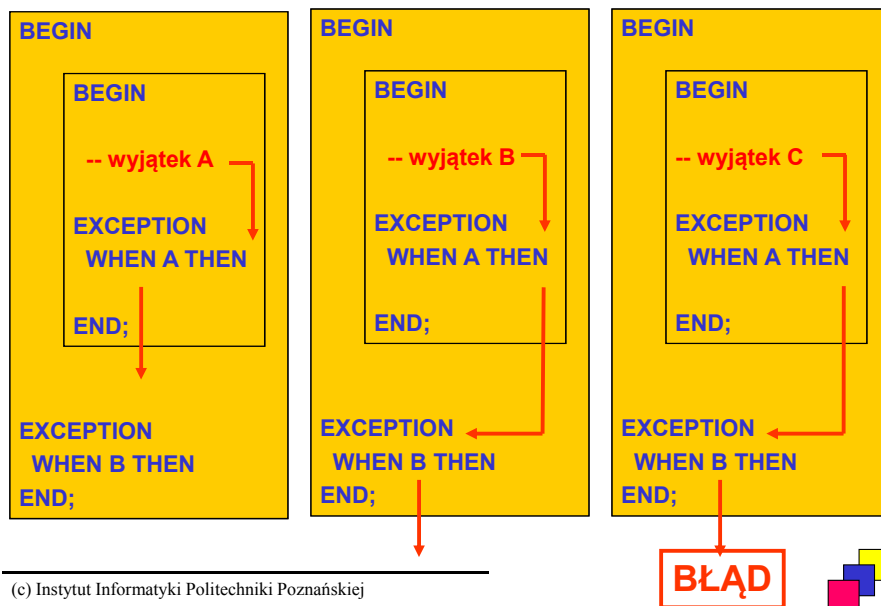 BEGIN
BEGIN
-- wyjątek A
EXCEPTION
WHEN A THEN
END;
EXCEPTION
WHEN B THEN
END;
BEGIN
BEGIN
-- wyjątek B
EXCEPTION
WHEN A THEN
END;
EXCEPTION
WHEN B THEN
END;
BEGIN
BEGIN
-- wyjątek C
EXCEPTION
WHEN A THEN
END;
EXCEPTION
WHEN B THEN
END;
BŁĄD
(c) Instytut Informatyki Politechniki Poznańskiej